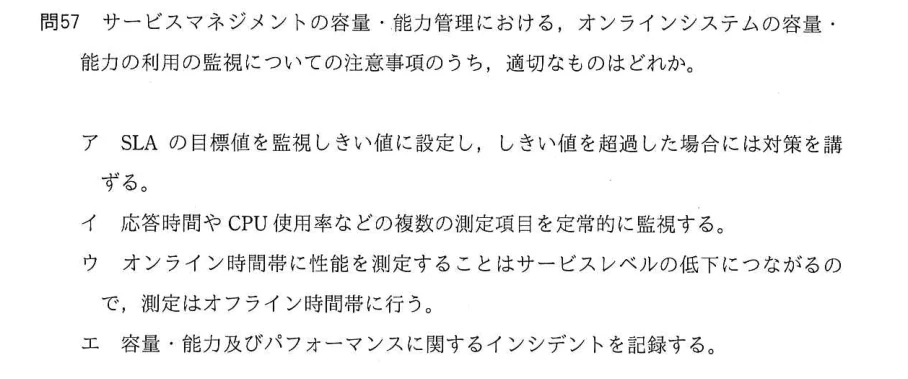 問57 サービスマネジメントの容量・能力管理における，オンラインシステムの容量・
能力の利用の監視についての注意事項のうち，適切なものはどれか。
ア SLA の目標値を監視しきい値に設定し，しきい値を超過した場合には対策を講
ずる。
イ 応答時間や CPU 使用率などの複数の測定項目を定常的に監視する。
ウ オンライン時間帯に性能を測定することはサービスレベルの低下につながるの
で，測定はオフライン時間帯に行う。
エ 容量・能力及びパフォーマンスに関するインシデントを記録する。